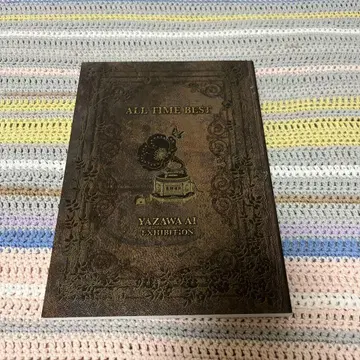 ALL TIME BEST
YAZAWA AI
EXHIBITION